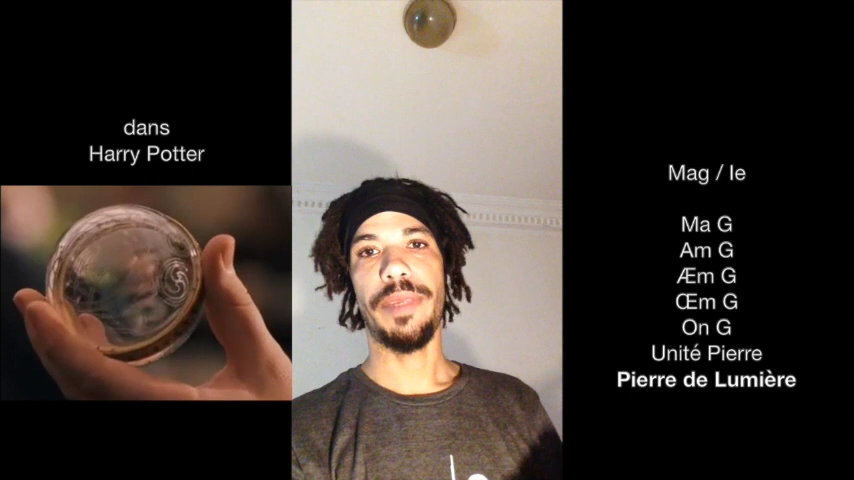 dans
Harry Potter
Mag / Ie
Ma G
Am G
Æm G
Œm G
On G
Unité Pierre
Pierre de Lumière